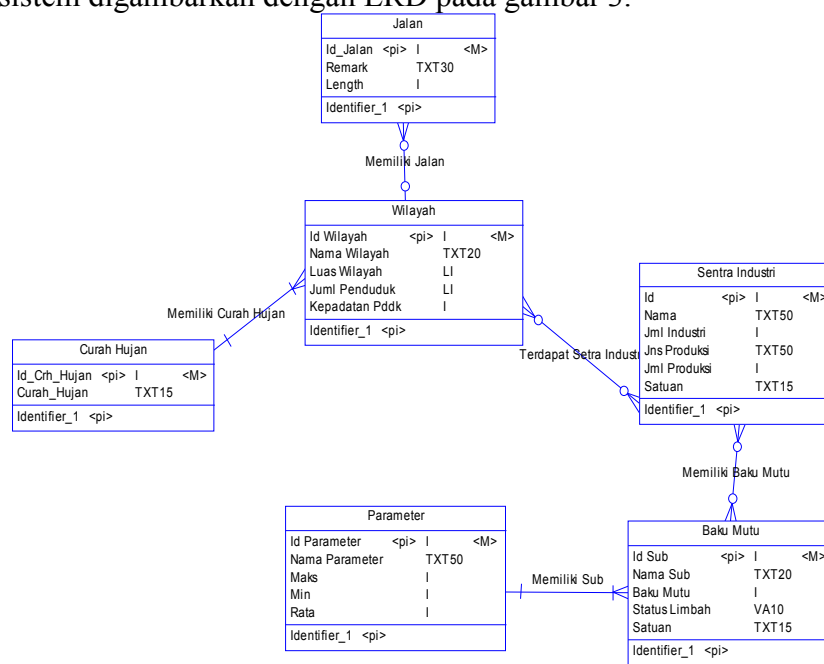 sistem digambarkan dengan ERD pada gambar 3.
Jalan
Id_Jalan <pi> I <M>
Remark TXT30
Length I
Identifier_1 <pi>
Memiliki Jalan
Wilayah
Id Wilayah <pi> I <M>
Nama Wilayah TXT20
Luas Wilayah LI
Juml Penduduk LI
Kepadatan Pddk I
Identifier_1 <pi>
Memiliki Curah Hujan
Curah Hujan
Id_Crh_Hujan <pi> I <M>
Curah_Hujan TXT15
Identifier_1 <pi>
Terdapat Setra Industri
Sentra Industri
Id <pi> I <M>
Nama TXT50
Jml Industri I
Jns Produksi TXT50
Jml Produksi I
Satuan TXT15
Identifier_1 <pi>
Memiliki Baku Mutu
Baku Mutu
Id Sub <pi> I <M>
Nama Sub TXT20
Baku Mutu I
Status Limbah VA10
Satuan TXT15
Identifier_1 <pi>
Memiliki Sub
Parameter
Id Parameter <pi> I <M>
Nama Parameter TXT50
Maks I
Min I
Rata I
Identifier_1 <pi>